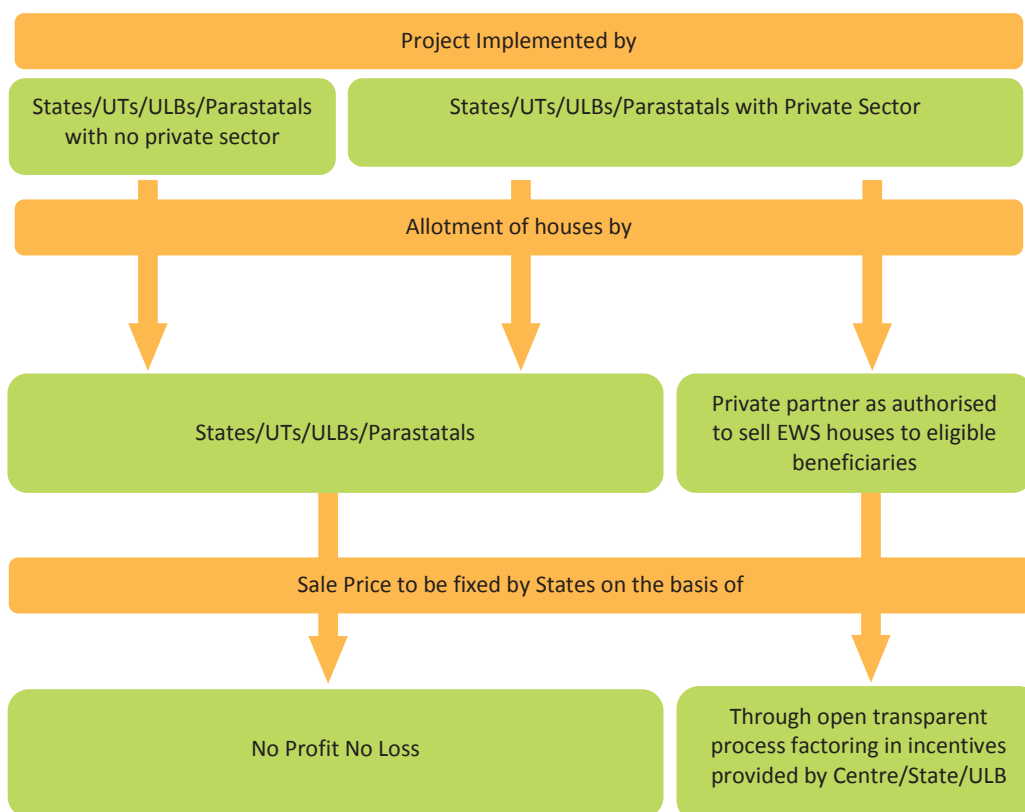 Project Implemented by
States/UTs/ULBs/Parastatals
with no private sector
States/UTs/ULBs/Parastatals with Private Sector
Allotment of houses by
States/UTs/ULBs/Parastatals
Private partner as authorised
to sell EWS houses to eligible
beneficiaries
Sale Price to be fixed by States on the basis of
No Profit No Loss
Through open transparent
process factoring in incentives
provided by Centre/State/ULB